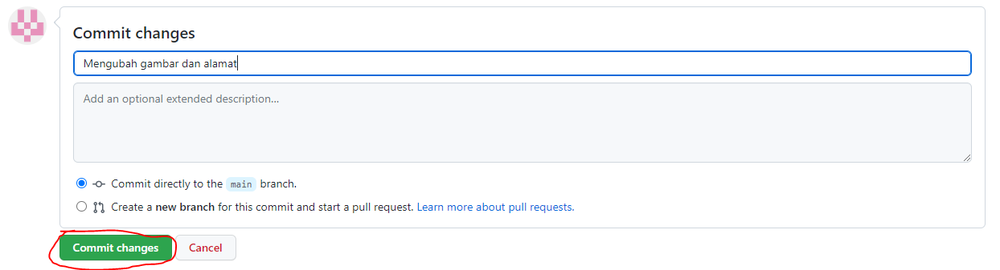 Commit changes
Mengubah gambar dan alamat
Add an optional extended description...
Commit directly to the main branch.
Create a new branch for this commit and start a pull request. Learn more about pull requests.
Commit changes Cancel